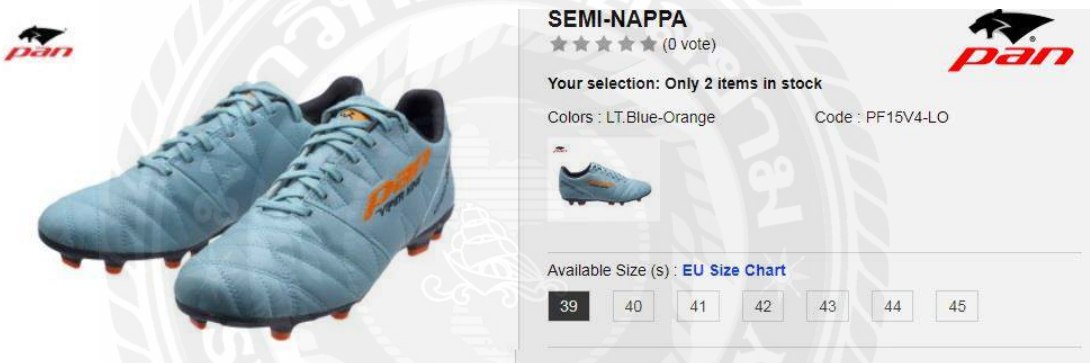 pan
SEMI-NAPPA
(0 vote)
pan
Your selection: Only 2 items in stock
Colors : LT.Blue-Orange
Code : PF15V4-LO
pan
Available Size (s) : EU Size Chart
39 40 41 42 43 44 45